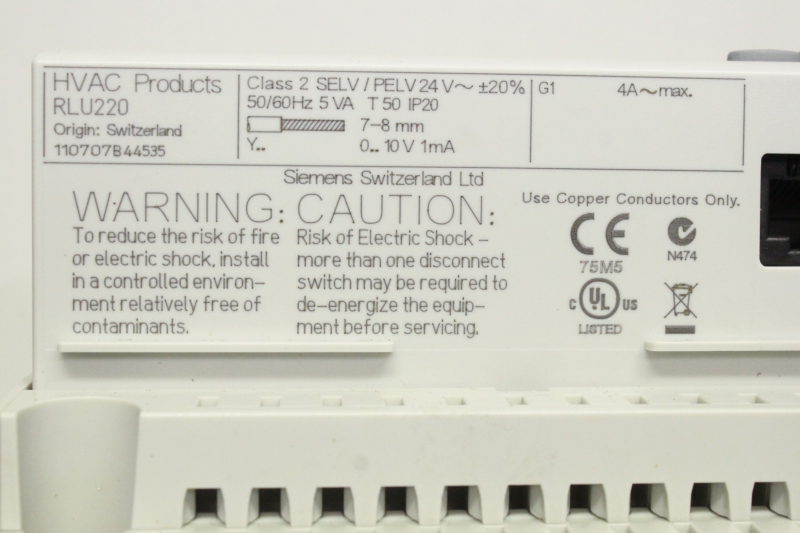 HVAC Products
RLU220
Origin: Switzerland
110707B44535
Class 2 SELV/PELV 24 V~ ±20%
50/60Hz 5 VA T 50 IP20
7-8 mm
Y.. 0.. 10 V 1mA
G1 4A~max.
Siemens Switzerland Ltd
WARNING:
To reduce the risk of fire
or electric shock, install
in a controlled environ-
ment relatively free of
contaminants.
CAUTION:
Risk of Electric Shock -
more than one disconnect
switch may be required to
de-energize the equip-
ment before servicing.
Use Copper Conductors Only.
CE
75M5
N474
C UL US
LISTED